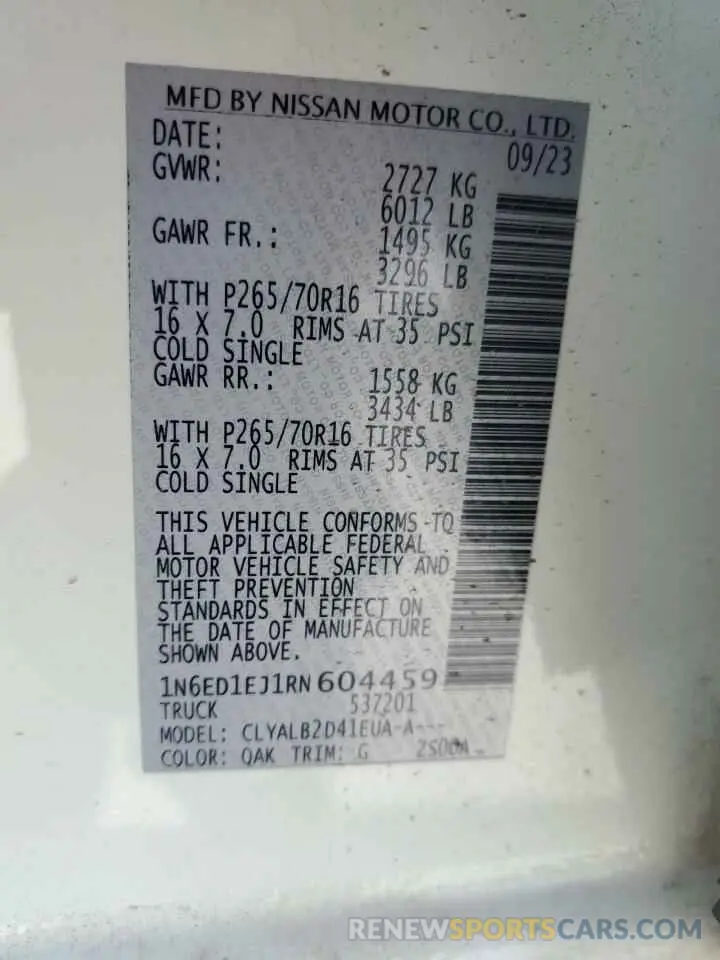 MFD BY NISSAN MOTOR CO., LTD.
DATE: 09/23
GVWR: 2727 KG
6012 LB
GAWR FR.: 1495 KG
3296 LB
WITH P265/70R16 TIRES
16 X 7.0 RIMS AT 35 PSI
COLD SINGLE
GAWR RR.: 1558 KG
3434 LB
WITH P265/70R16 TIRES
16 X 7.0 RIMS AT 35 PSI
COLD SINGLE
THIS VEHICLE CONFORMS TO
ALL APPLICABLE FEDERAL
MOTOR VEHICLE SAFETY AND
THEFT PREVENTION
STANDARDS IN EFFECT ON
THE DATE OF MANUFACTURE
SHOWN ABOVE.
1N6ED1EJ1RN604459
TRUCK 537201
MODEL: CLYALB2D41EUA-A---
COLOR: QAK TRIM: G
RENEWSPORTSCARS.COM